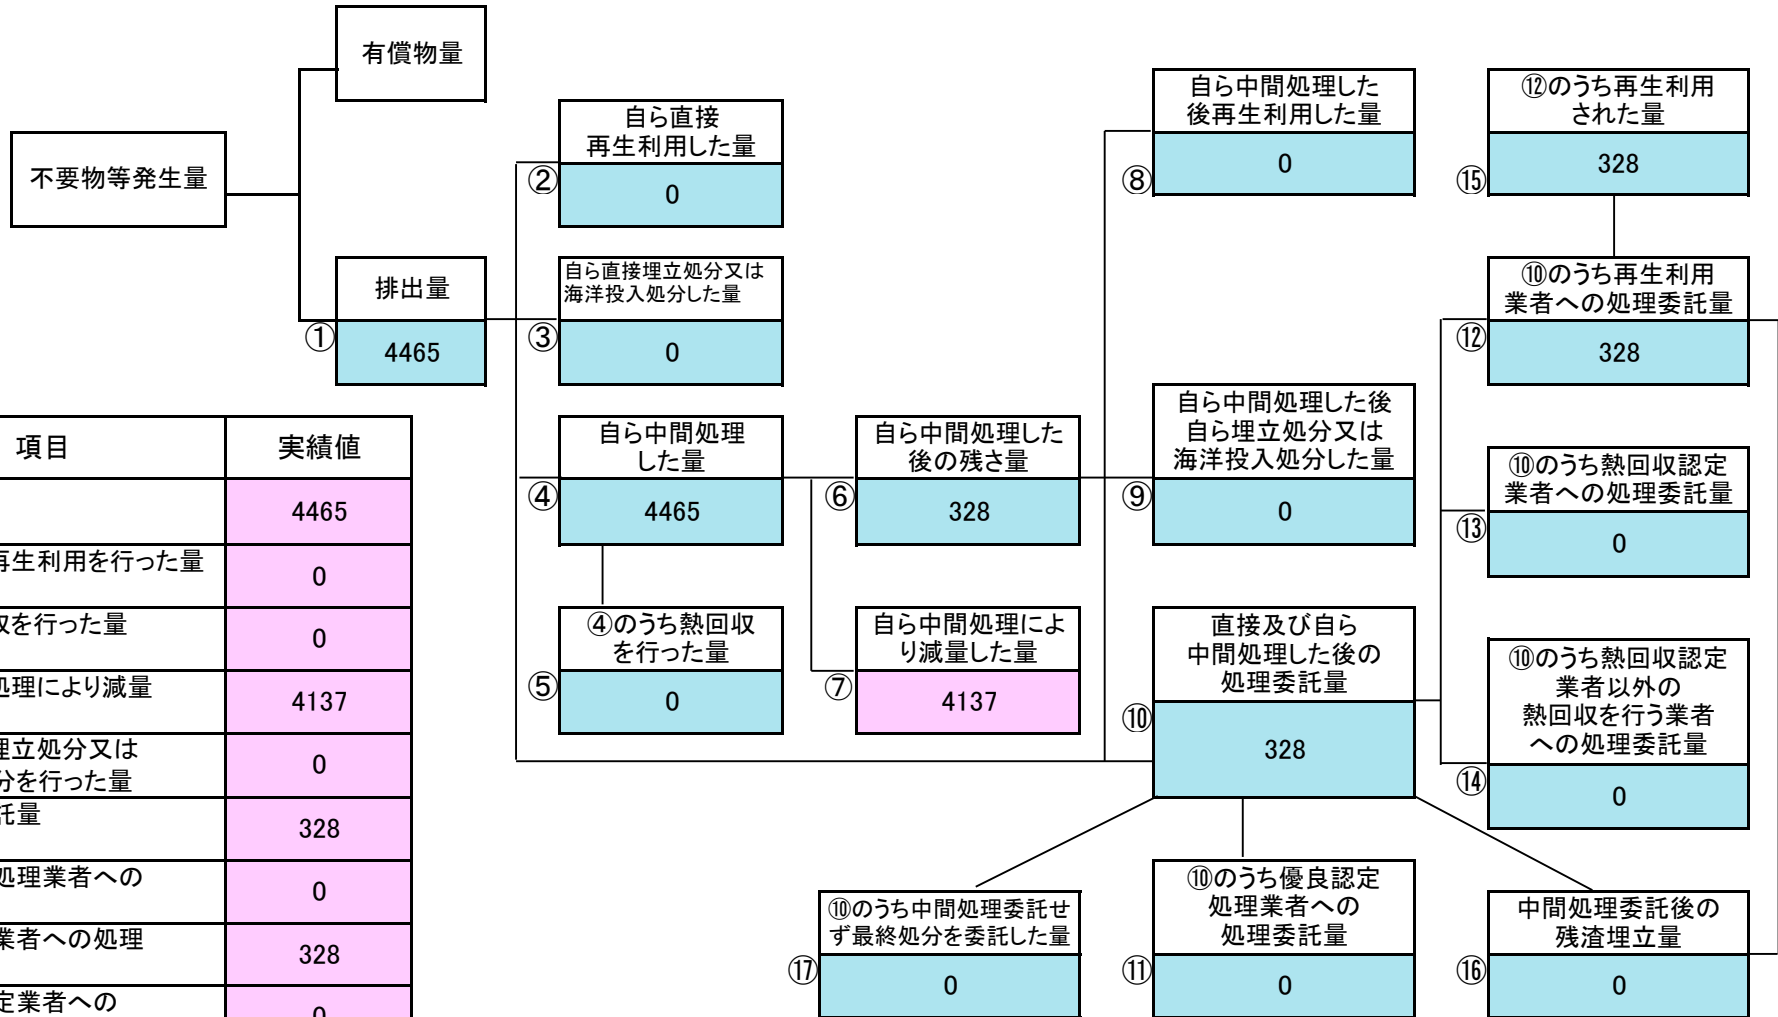 有償物量
不要物等発生量
排出量
①
4465
自ら直接
再生利用した量
②
0
自ら直接埋立処分又は
海洋投入処分した量
③
0
自ら中間処理
した量
④
4465
④のうち熱回収
を行った量
⑤
0
自ら中間処理した
後の残さ量
⑥
328
自ら中間処理によ
り減量した量
⑦
4137
自ら中間処理した
後再生利用した量
⑧
0
自ら中間処理した後
自ら埋立処分又は
海洋投入処分した量
⑨
0
直接及び自ら
中間処理した後の
処理委託量
⑩
328
⑫のうち再生利用
された量
⑮
328
⑩のうち再生利用
業者への処理委託量
⑫
328
⑩のうち熱回収認定
業者への処理委託量
⑬
0
⑩のうち熱回収認定
業者以外の
熱回収を行う業者
への処理委託量
⑭
0
⑩のうち中間処理委託せ
ず最終処分を委託した量
⑰
0
⑩のうち優良認定
処理業者への
処理委託量
⑪
0
中間処理委託後の
残渣埋立量
⑯
0
項目 実績値
4465
再生利用を行った量 0
収を行った量 0
処理により減量 4137
埋立処分又は
分を行った量 0
託量 328
処理業者への 0
業者への処理 328
定業者への 0